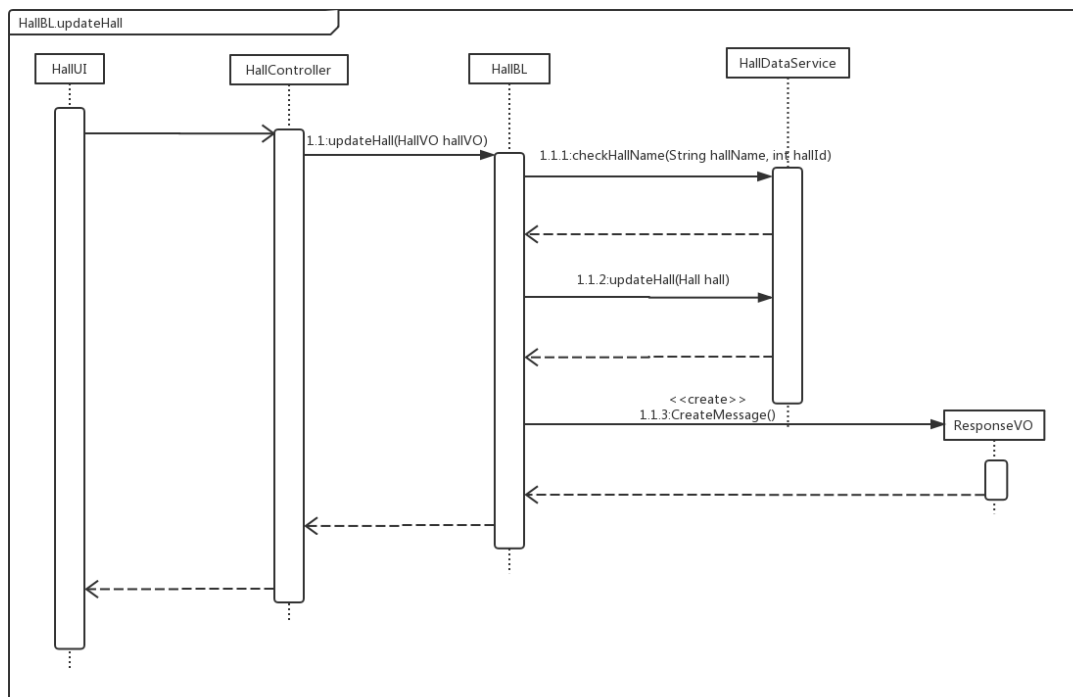 HallBL.updateHall
HallUI
HallController
HallBL
HallDataService
1.1:updateHall(HallVO hallVO)
1.1.1:checkHallName(String hallName, int hallId)
1.1.2:updateHall(Hall hall)
<<create>>
1.1.3:CreateMessage()
ResponseVO